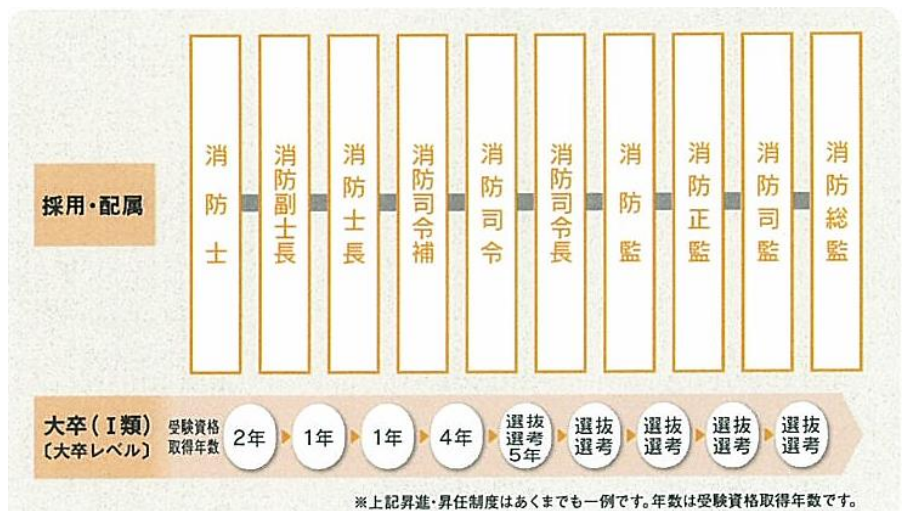 採用・配属
消防士
消防副士長
消防士長
消防司令補
消防司令
消防司令長
消防監
消防正監
消防司監
消防総監
大卒(Ⅰ類)
〔大卒レベル〕
受験資格
取得年数
2年
1年
1年
4年
選抜
選考
5年
選抜
選考
選抜
選考
選抜
選考
選抜
選考
※上記昇進・昇任制度はあくまでも一例です。年数は受験資格取得年数です。